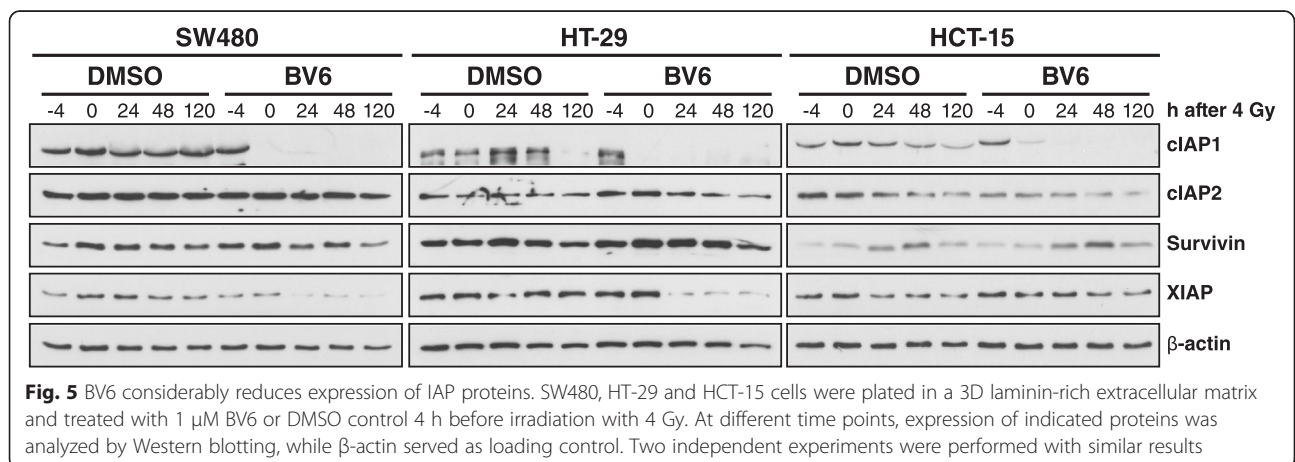 SW480 HT-29 HCT-15
DMSO BV6 DMSO BV6 DMSO BV6
-4 0 24 48 120 -4 0 24 48 120 -4 0 24 48 120 -4 0 24 48 120 -4 0 24 48 120 -4 0 24 48 120 h after 4 Gy
cIAP1
cIAP2
Survivin
XIAP
β-actin
Fig. 5 BV6 considerably reduces expression of IAP proteins. SW480, HT-29 and HCT-15 cells were plated in a 3D laminin-rich extracellular matrix
and treated with 1 μM BV6 or DMSO control 4 h before irradiation with 4 Gy. At different time points, expression of indicated proteins was
analyzed by Western blotting, while β-actin served as loading control. Two independent experiments were performed with similar results